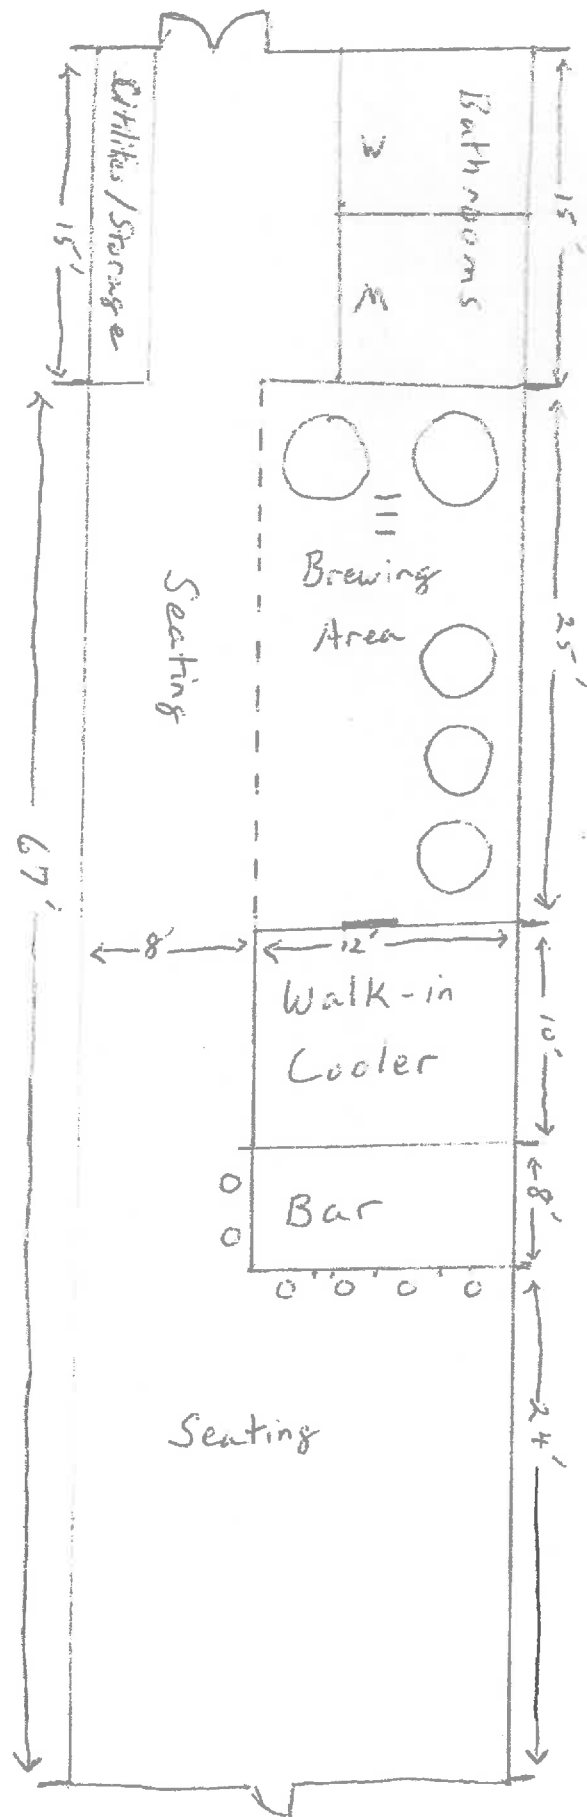 Utilities/Storage
15'
W
M
Bathrooms
15'
Brewing
Area
25'
Seating
67'
8'
12'
Walk-in
Cooler
10'
Bar
8'
Seating
24'